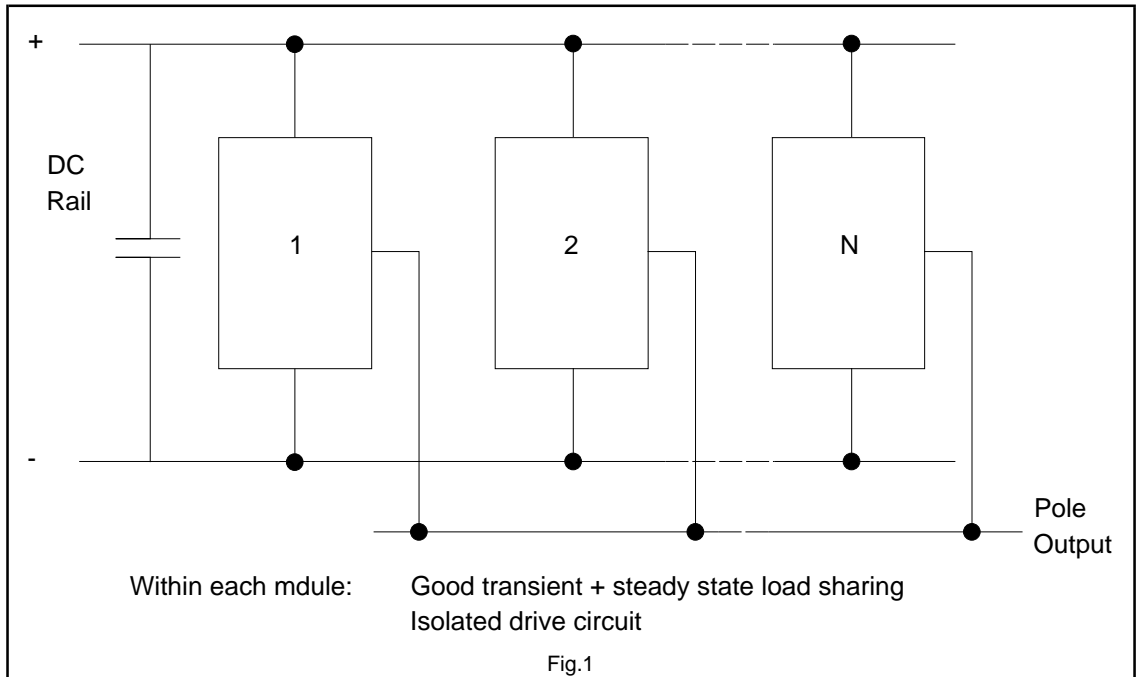 +
DC
Rail
1
2
N
-
Pole
Output
Within each mdule: Good transient + steady state load sharing
Isolated drive circuit
Fig.1